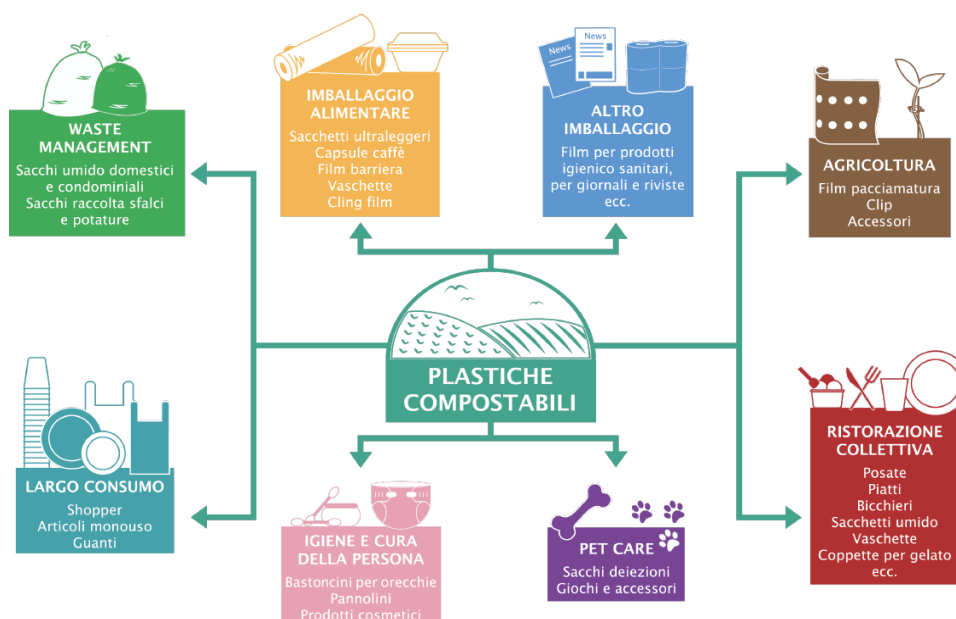 News
News
WASTE
MANAGEMENT
Sacchi umido domestici
e condominiali
Sacchi raccolta sfalci
e potature
IMBALLAGGIO
ALIMENTARE
Sacchetti ultraleggeri
Capsule caffè
Film barriera
Vaschette
Cling film
ALTRO
IMBALLAGGIO
Film per prodotti
igienico sanitari,
per giornali e riviste
ecc.
AGRICOLTURA
Film pacciamatura
Clip
Accessori
PLASTICHE
COMPOSTABILI
LARGO CONSUMO
Shopper
Articoli monouso
Guanti
IGIENE E CURA
DELLA PERSONA
Bastoncini per orecchie
Pannolini
Prodotti cosmetici
PET CARE
Sacchi deiezioni
Giochi e accessori
RISTORAZIONE
COLLETTIVA
Posate
Piatti
Bicchieri
Sacchetti umido
Vaschette
Coppette per gelato
ecc.